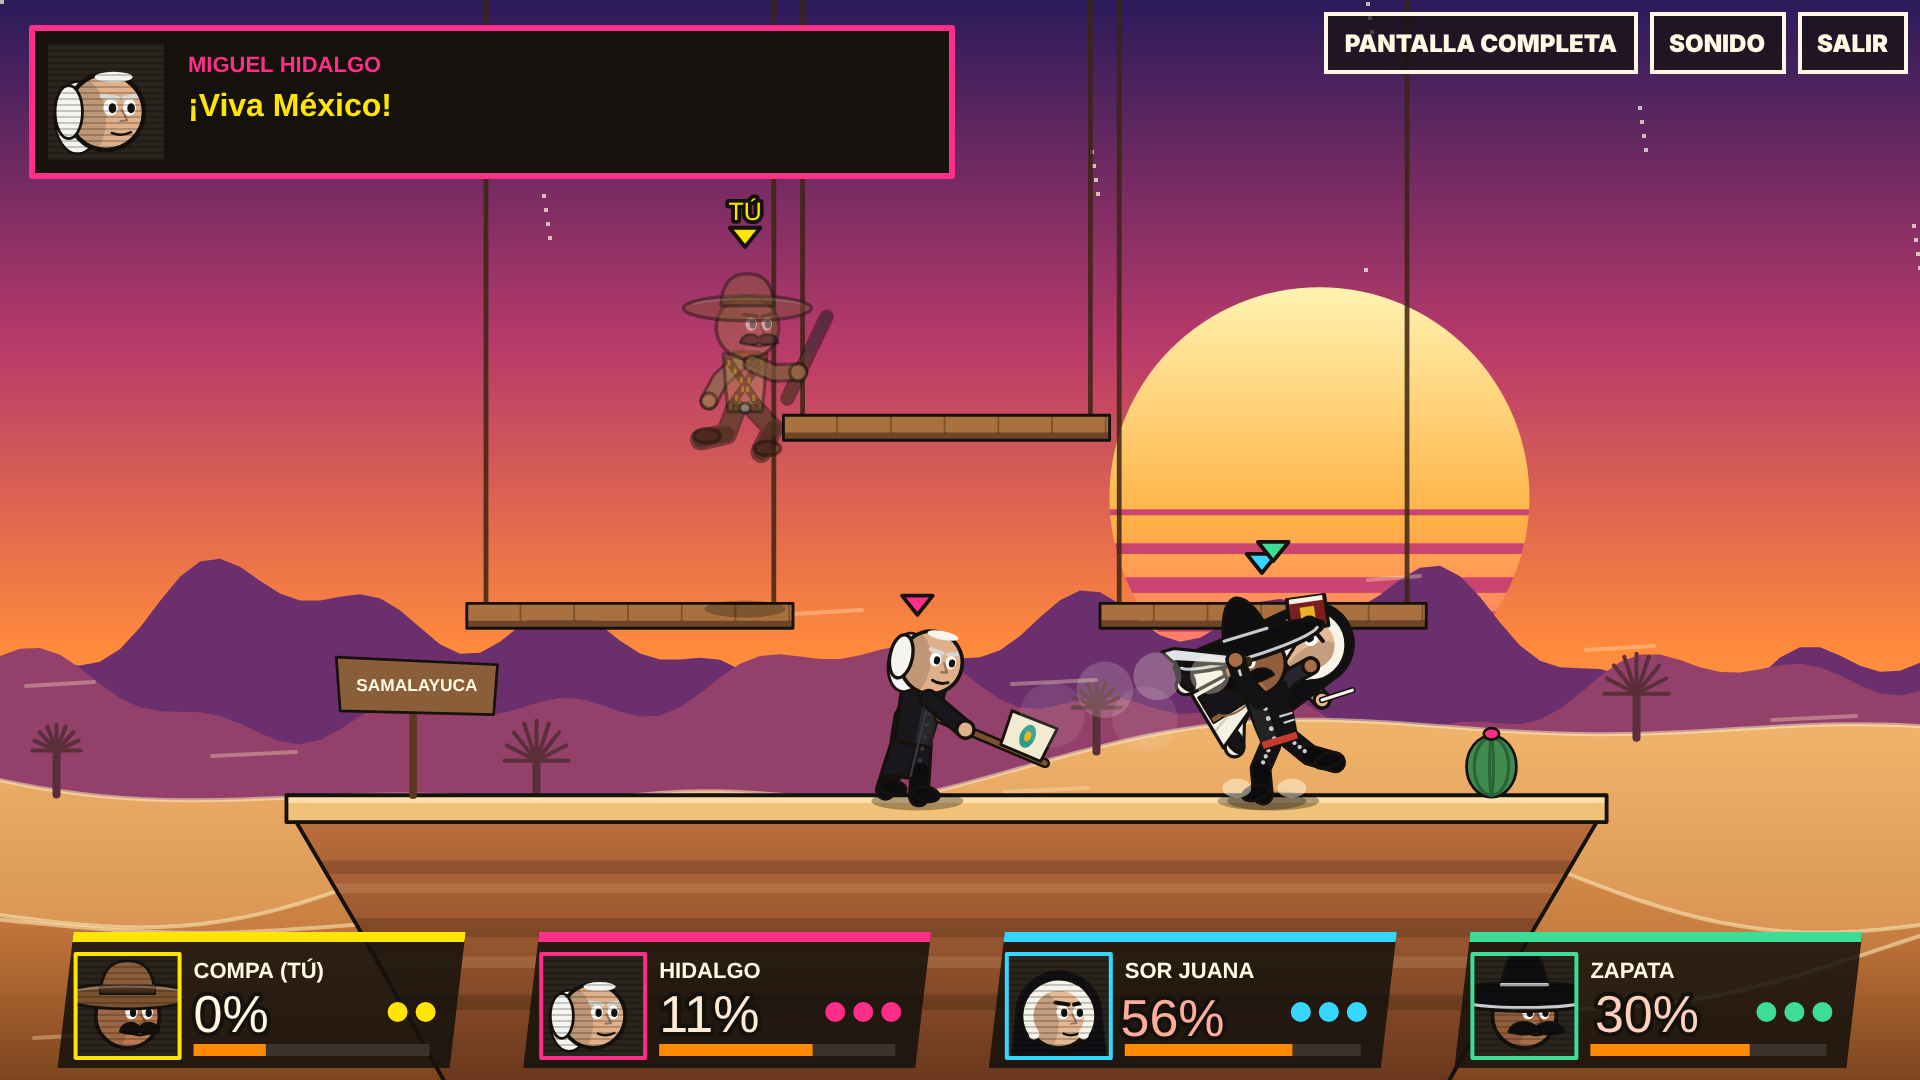 MIGUEL HIDALGO
¡Viva México!
PANTALLA COMPLETA
SONIDO
SALIR
TÚ
SAMALAYUCA
COMPA (TÚ)
0%
HIDALGO
11%
SOR JUANA
56%
ZAPATA
30%